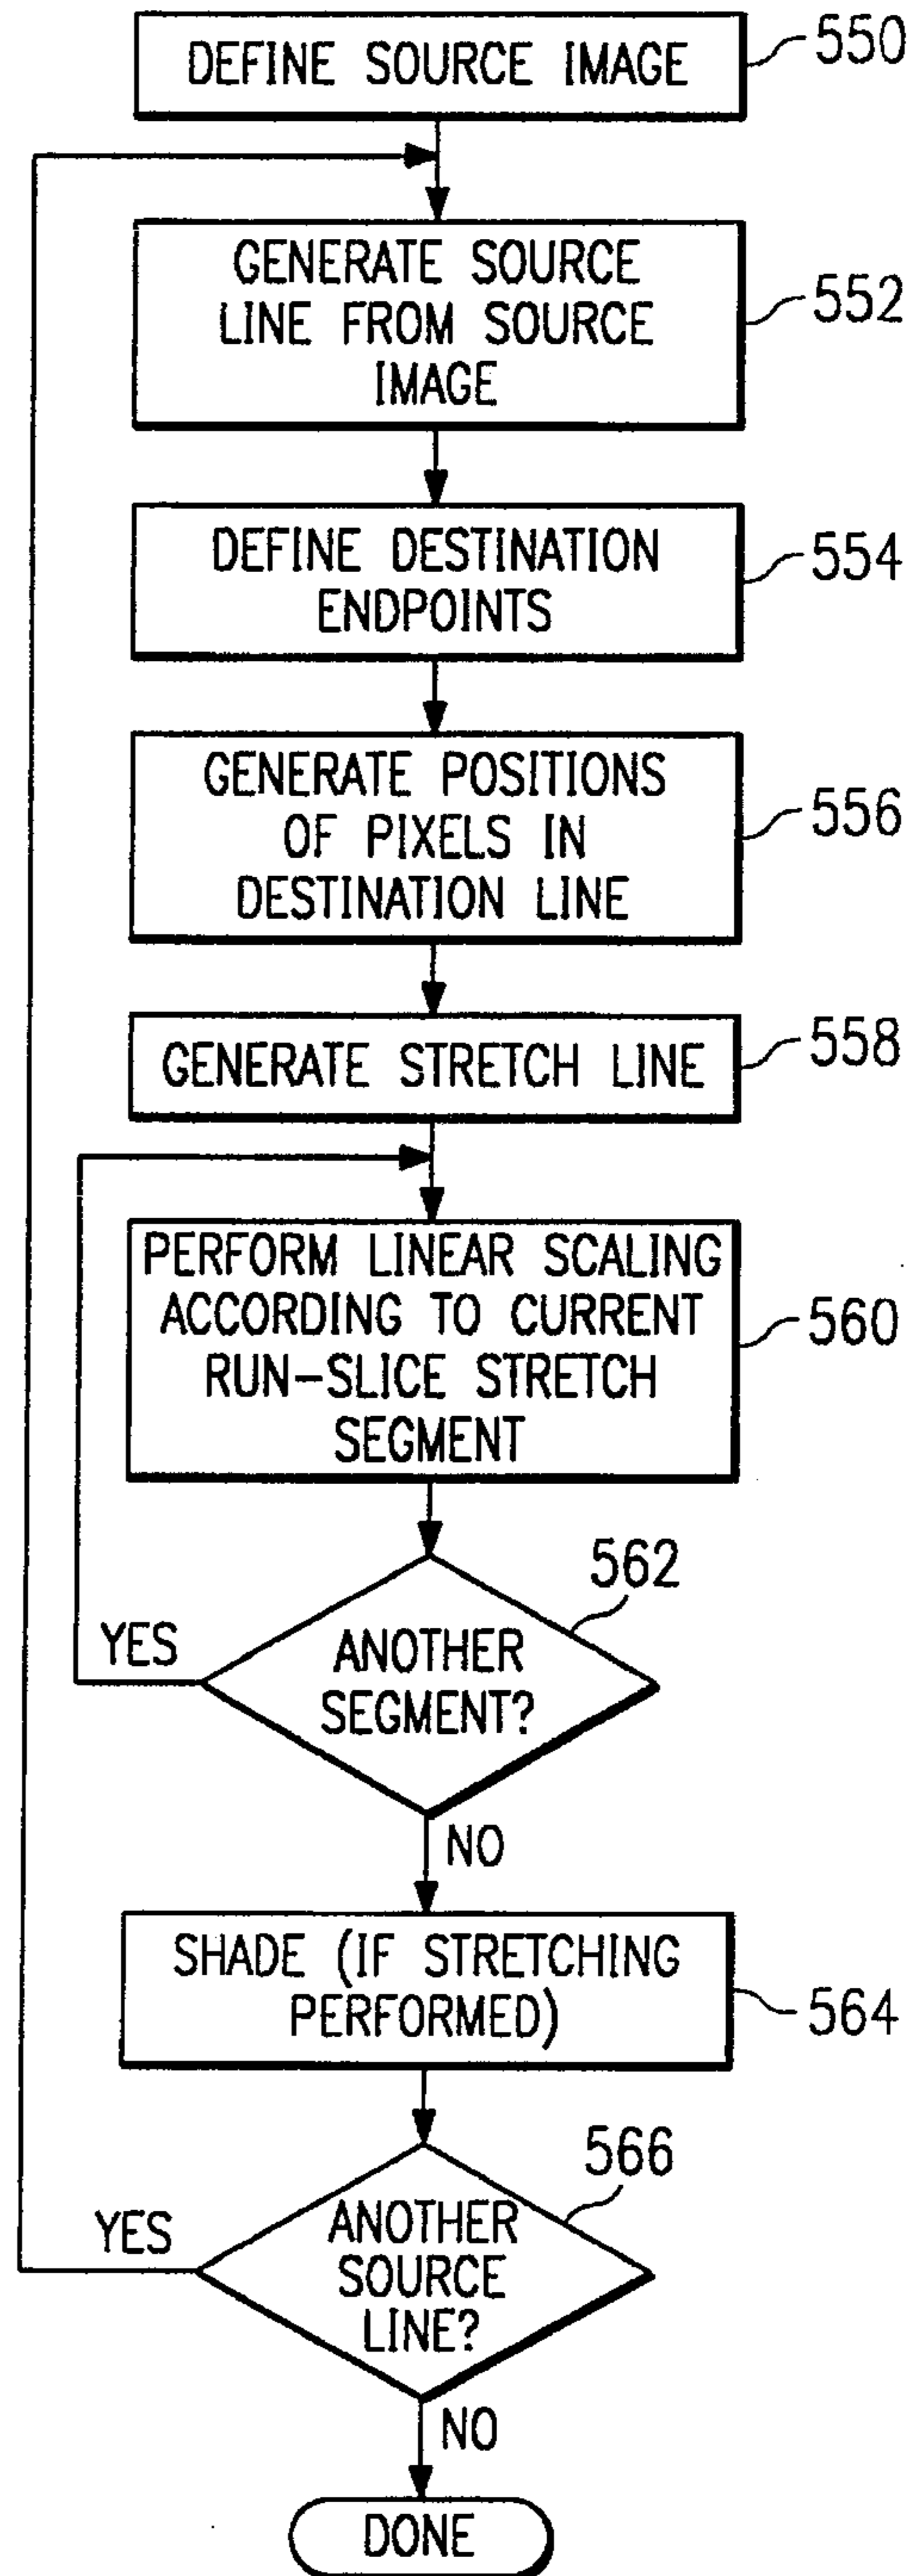 DEFINE SOURCE IMAGE
550
GENERATE SOURCE
LINE FROM SOURCE
IMAGE
552
DEFINE DESTINATION
ENDPOINTS
554
GENERATE POSITIONS
OF PIXELS IN
DESTINATION LINE
556
GENERATE STRETCH LINE
558
PERFORM LINEAR SCALING
ACCORDING TO CURRENT
RUN-SLICE STRETCH
SEGMENT
560
562
ANOTHER
SEGMENT?
YES
NO
SHADE (IF STRETCHING
PERFORMED)
564
566
ANOTHER
SOURCE
LINE?
YES
NO
DONE